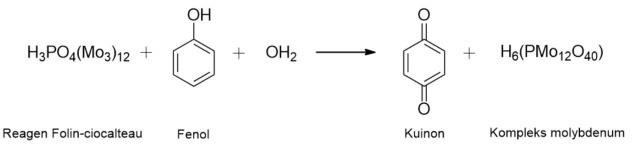 OH
O
H₃PO₄(Mo₃)₁₂ + + OH₂ + H₆(PMo₁₂O₄₀)
O
Reagen Folin-ciocalteau Fenol Kuinon Kompleks molybdenum